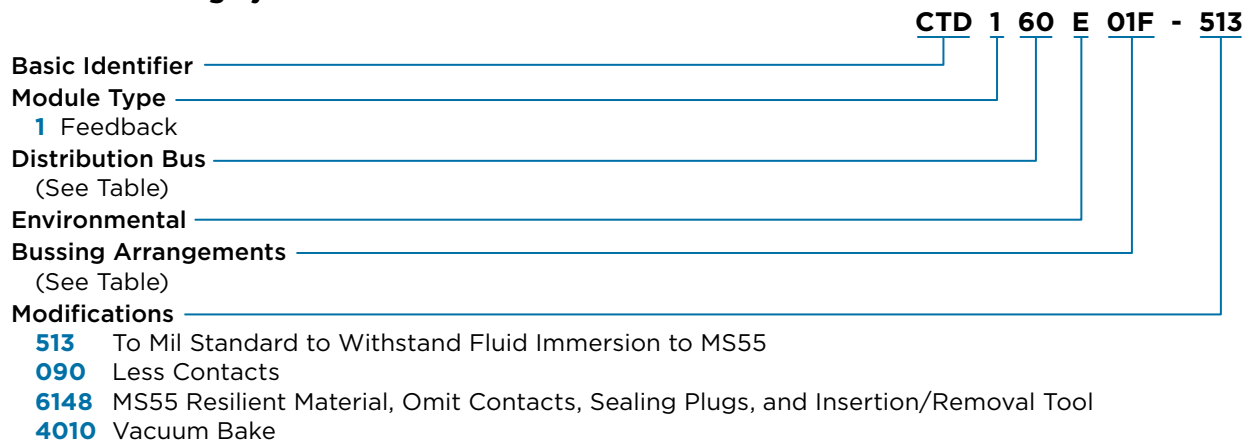 CTD 1 60 E 01F - 513
Basic Identifier
Module Type
1 Feedback
Distribution Bus
(See Table)
Environmental
Bussing Arrangements
(See Table)
Modifications
513 To Mil Standard to Withstand Fluid Immersion to MS55
090 Less Contacts
6148 MS55 Resilient Material, Omit Contacts, Sealing Plugs, and Insertion/Removal Tool
4010 Vacuum Bake